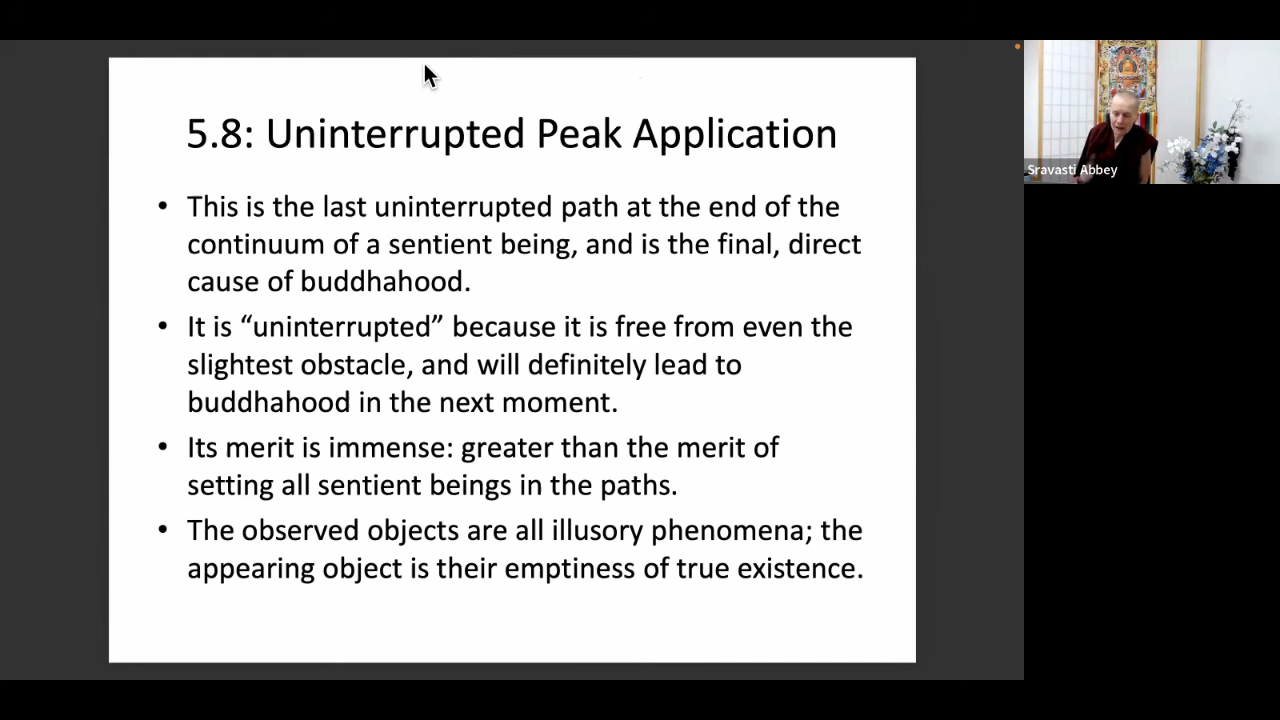 5.8: Uninterrupted Peak Application
• This is the last uninterrupted path at the end of the
continuum of a sentient being, and is the final, direct
cause of buddhahood.
• It is “uninterrupted” because it is free from even the
slightest obstacle, and will definitely lead to
buddhahood in the next moment.
• Its merit is immense: greater than the merit of
setting all sentient beings in the paths.
• The observed objects are all illusory phenomena; the
appearing object is their emptiness of true existence.
Sravasti Abbey